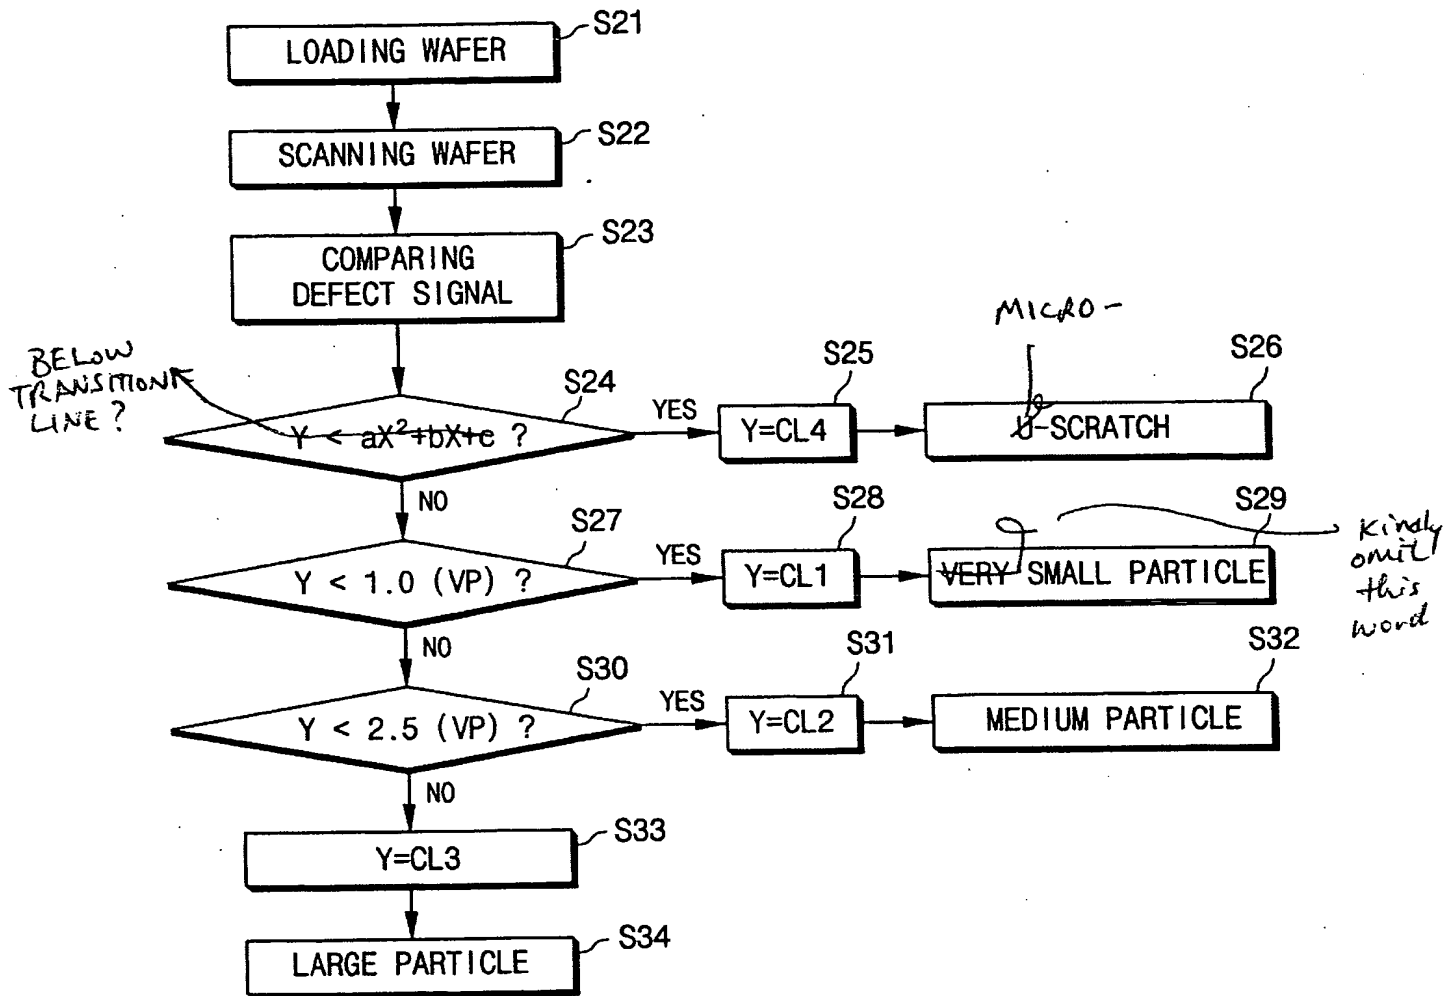 LOADING WAFER
S21
SCANNING WAFER
S22
COMPARING
DEFECT SIGNAL
S23
MICRO-
BELOW
TRANSITION
LINE?
Y < aX²+bX+c ?
S24
YES
Y=CL4
S25
U-SCRATCH
S26
NO
Y < 1.0 (VP) ?
S27
YES
Y=CL1
S28
VERY SMALL PARTICLE
S29
Kindly
omit
this
word
NO
Y < 2.5 (VP) ?
S30
YES
Y=CL2
S31
MEDIUM PARTICLE
S32
NO
Y=CL3
S33
LARGE PARTICLE
S34